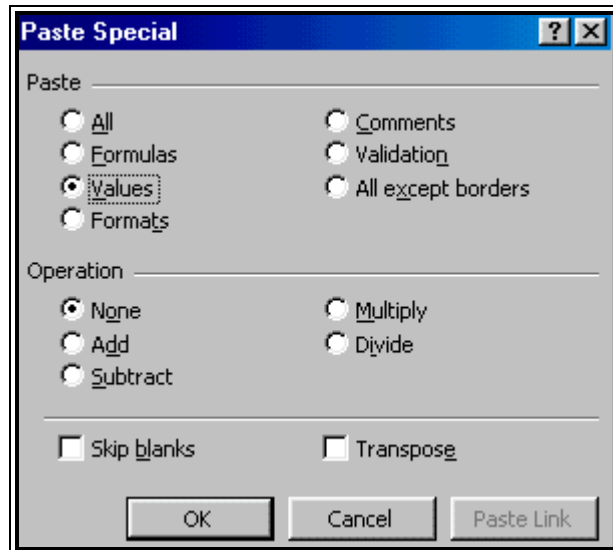 Paste Special ? X
Paste
All
Formulas
Values
Formats
Comments
Validation
All except borders
Operation
None
Add
Subtract
Multiply
Divide
Skip blanks
Transpose
OK
Cancel
Paste Link